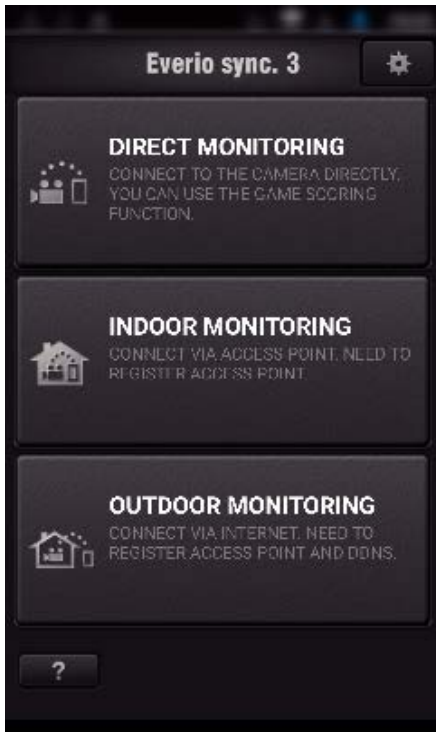 Everio sync. 3
DIRECT MONITORING
CONNECT TO THE CAMERA DIRECTLY.
YOU CAN USE THE GAME SCORING
FUNCTION.
INDOOR MONITORING
CONNECT VIA ACCESS POINT. NEED TO
REGISTER ACCESS POINT
OUTDOOR MONITORING
CONNECT VIA INTERNET. NEED TO
REGISTER ACCESS POINT AND DDNS.
?